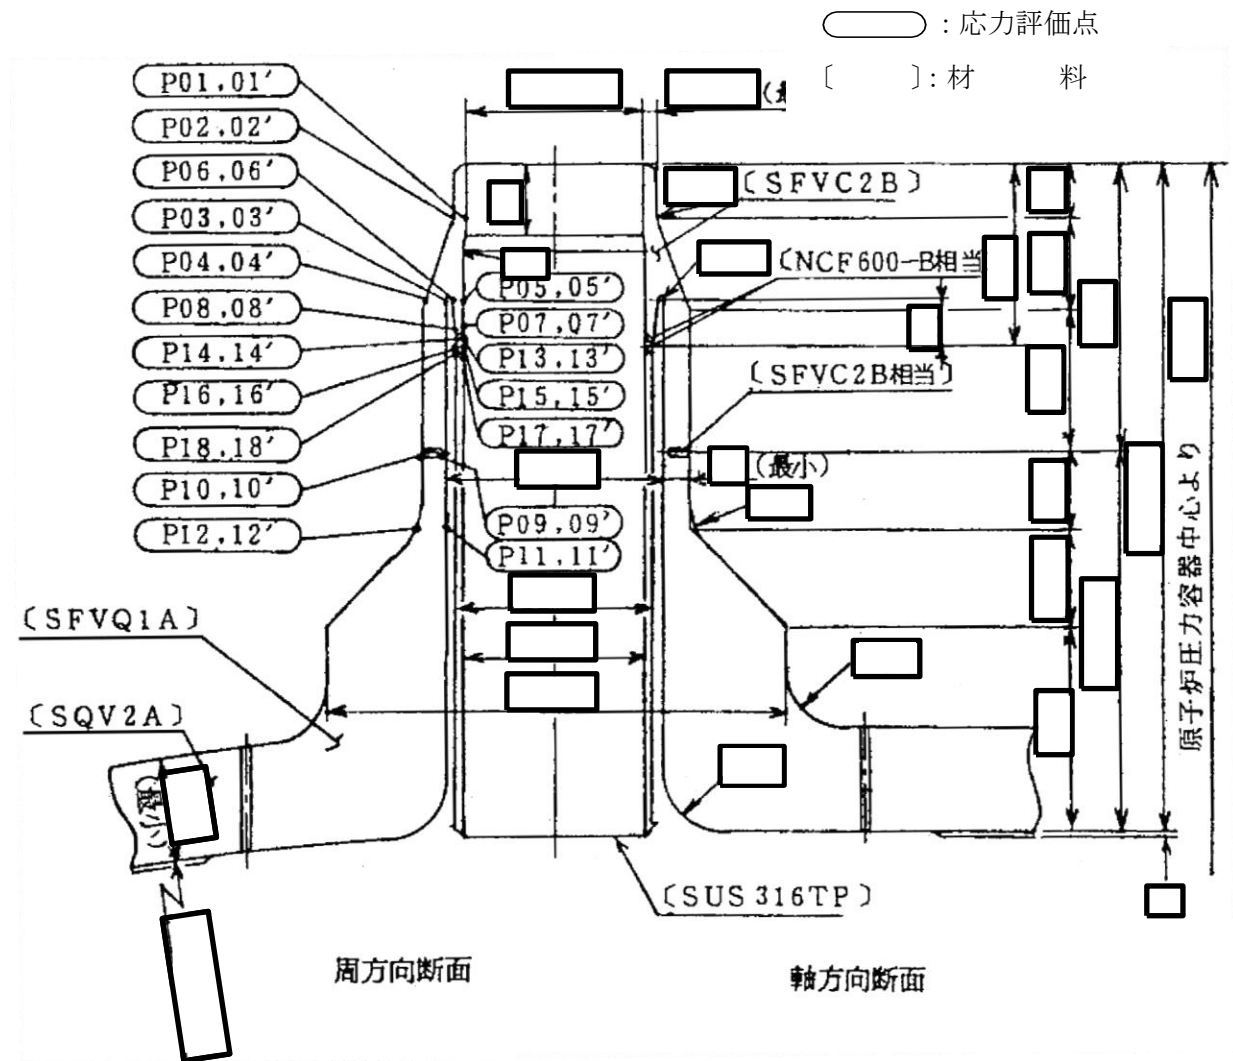 ：応力評価点
〔　　　〕：材　　料
P01,01′
P02,02′
P06,06′
P03,03′
P04,04′
P08,08′
P14,14′
P16,16′
P18,18′
P10,10′
P12,12′
P05,05′
P07,07′
P13,13′
P15,15′
P17,17′
P09,09′
P11,11′
〔SFVC2B〕
〔NCF600-B相当
〔SFVC2B相当〕
(最小)
〔SFVQ1A〕
〔SQV2A〕
(最小)
〔SUS316TP〕
原子炉圧力容器中心より
周方向断面
軸方向断面